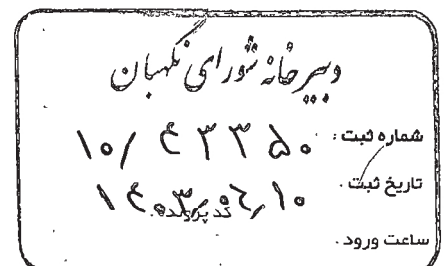 دبیرخانه شورای نگهبان
شماره ثبت: ۱۰/۴۳۳۵۰
تاریخ ثبت. ۱۴۰۳/۰۶/۱۰
کد پرونده.
ساعت ورود.